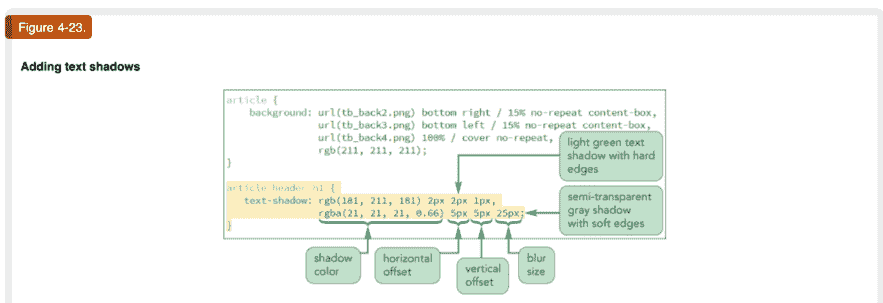 Figure 4-23.
Adding text shadows
article {
background: url(tb_back2.png) bottom right / 15% no-repeat content-box,
url(tb_back3.png) bottom left / 15% no-repeat content-box,
url(tb_back4.png) 100% / cover no-repeat,
rgb(211, 211, 211);
}
light green text
shadow with hard
edges
article header h1 {
text-shadow: rgb(181, 211, 181) 2px 2px 1px,
rgba(21, 21, 21, 0.66) 5px 5px 25px;
}
semi-transparent
gray shadow
with soft edges
shadow
color
horizontal
offset
vertical
offset
blur
size